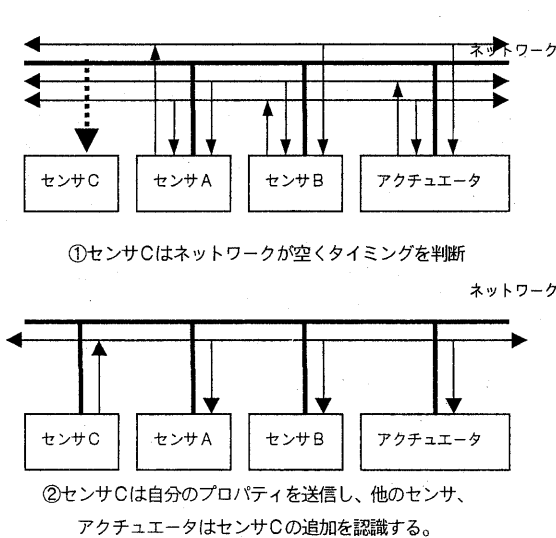 ネットワーク
センサC
センサA
センサB
アクチュエータ
①センサCはネットワークが空くタイミングを判断
ネットワーク
センサC
センサA
センサB
アクチュエータ
②センサCは自分のプロパティを送信し、他のセンサ、
アクチュエータはセンサCの追加を認識する。